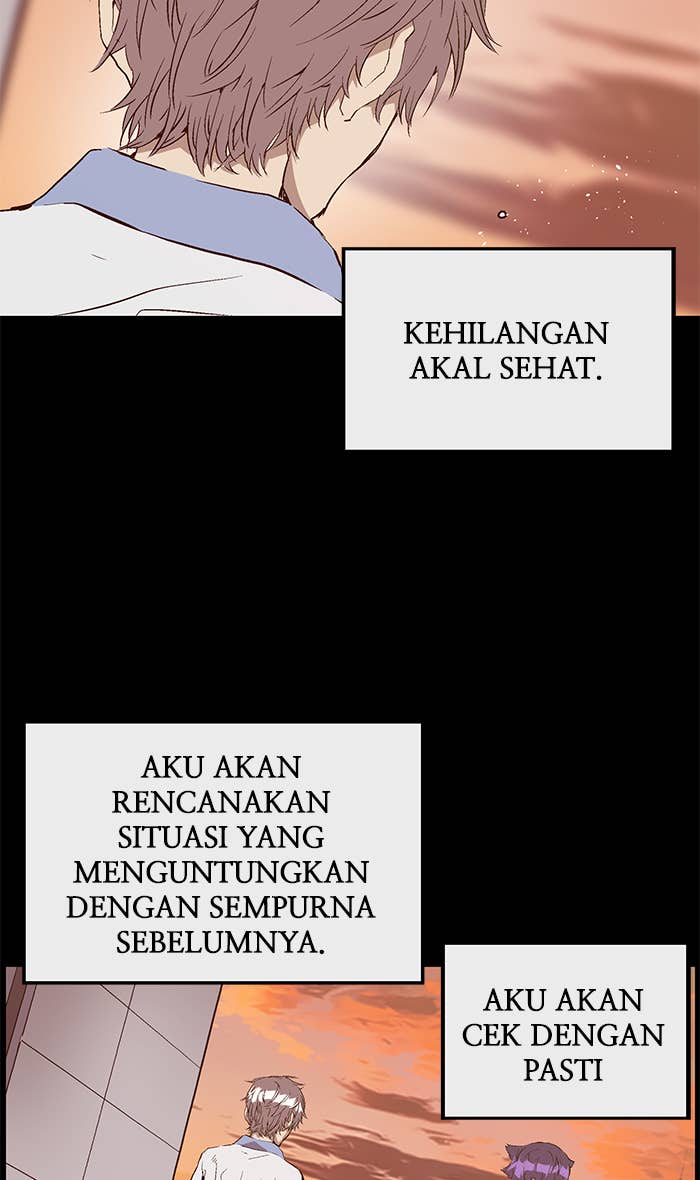 KEHILANGAN
AKAL SEHAT.
AKU AKAN
RENCANAKAN
SITUASI YANG
MENGUNTUNGKAN
DENGAN SEMPURNA
SEBELUMNYA.
AKU AKAN
CEK DENGAN
PASTI